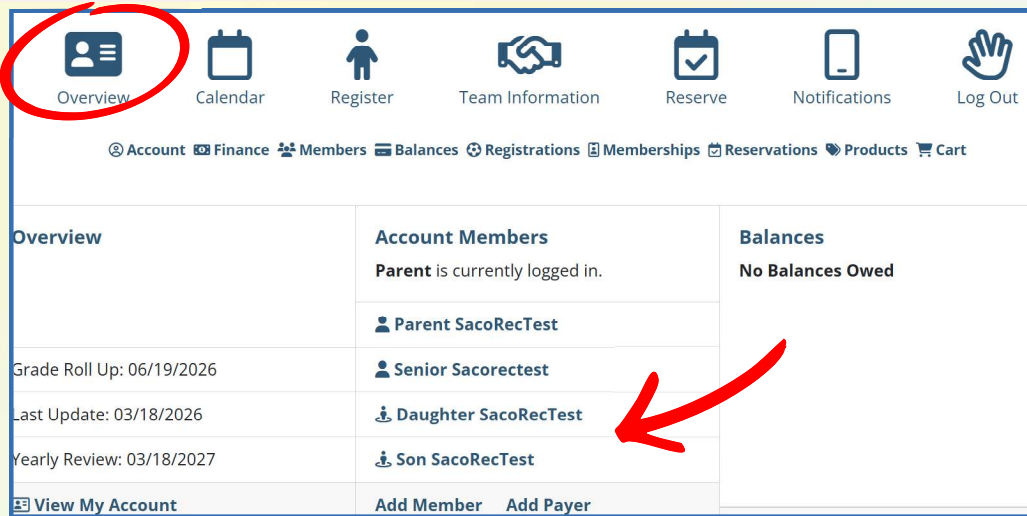 Overview
Calendar
Register
Team Information
Reserve
Notifications
Log Out
Account Finance Members Balances Registrations Memberships Reservations Products Cart
Overview
Grade Roll Up: 06/19/2026
Last Update: 03/18/2026
Yearly Review: 03/18/2027
View My Account
Account Members
Parent is currently logged in.
Parent SacoRecTest
Senior Sacorectest
Daughter SacoRecTest
Son SacoRecTest
Add Member Add Payer
Balances
No Balances Owed